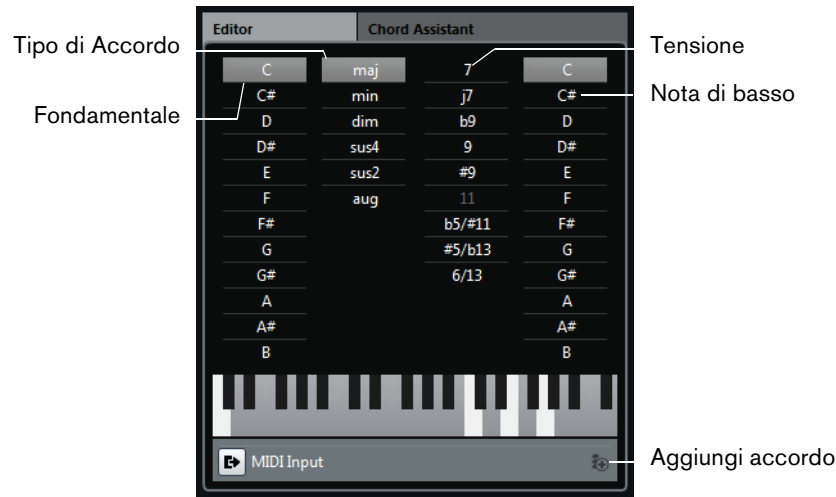 Editor Chord Assistant
Tipo di Accordo
Tensione
C maj 7 C
Fondamentale
C# min j7 C#
Nota di basso
D dim b9 D
D# sus4 9 D#
E sus2 #9 E
F aug 11 F
F# b5/#11 F#
G #5/b13 G
G# 6/13 G#
A A
A# A#
B B
MIDI Input
Aggiungi accordo